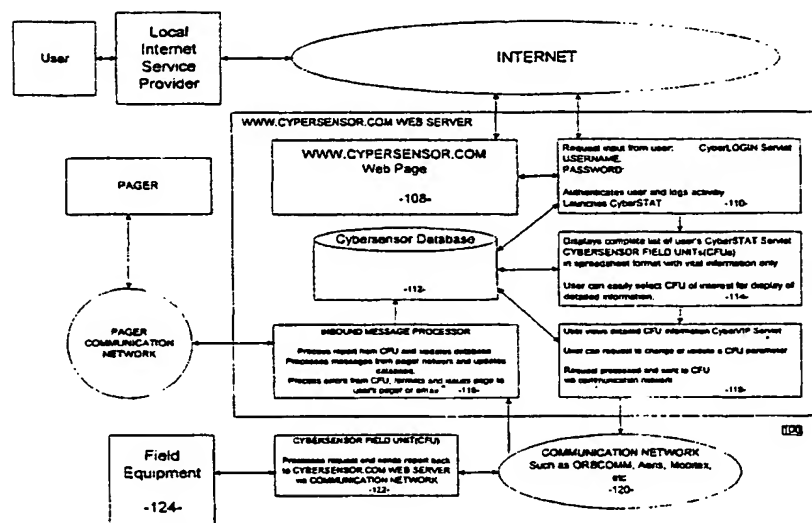 User
Local
Internet
Service
Provider
INTERNET
WWW.CYPERSENSOR.COM WEB SERVER
WWW.CYPERSENSOR.COM
Web Page
-108-
Request input from user: CyberLOGIN Servlet
USERNAME
PASSWORD
Authenticates user and logs activity
Launches CyberSTAT -110-
PAGER
Cybersensor Database
-112-
Displays complete list of user's CyberSTAT Servlet
CYBERSENSOR FIELD UNITs(CFUs)
in spreadsheet format with vital information only
User can easily select CFU of interest for display of
detailed information. -114-
PAGER
COMMUNICATION
NETWORK
INBOUND MESSAGE PROCESSOR
Process report from CFU and updates database
Processes messages from pager network and updates
database.
Process errors from CFU, formats and issues page to
user's pager or email -118-
User views detailed CFU information CyberVIP Servlet
User can request to change or update a CFU parameter
Request processed and sent to CFU
via communication network
100
Field
Equipment
-124-
CYBERSENSOR FIELD UNIT(CFU)
Processes request and sends report back
to CYBERSENSOR.COM WEB SERVER
via COMMUNICATION NETWORK
-122-
COMMUNICATION NETWORK
Such as ORBCOMM, Aeris, Mobitex,
etc
-120-